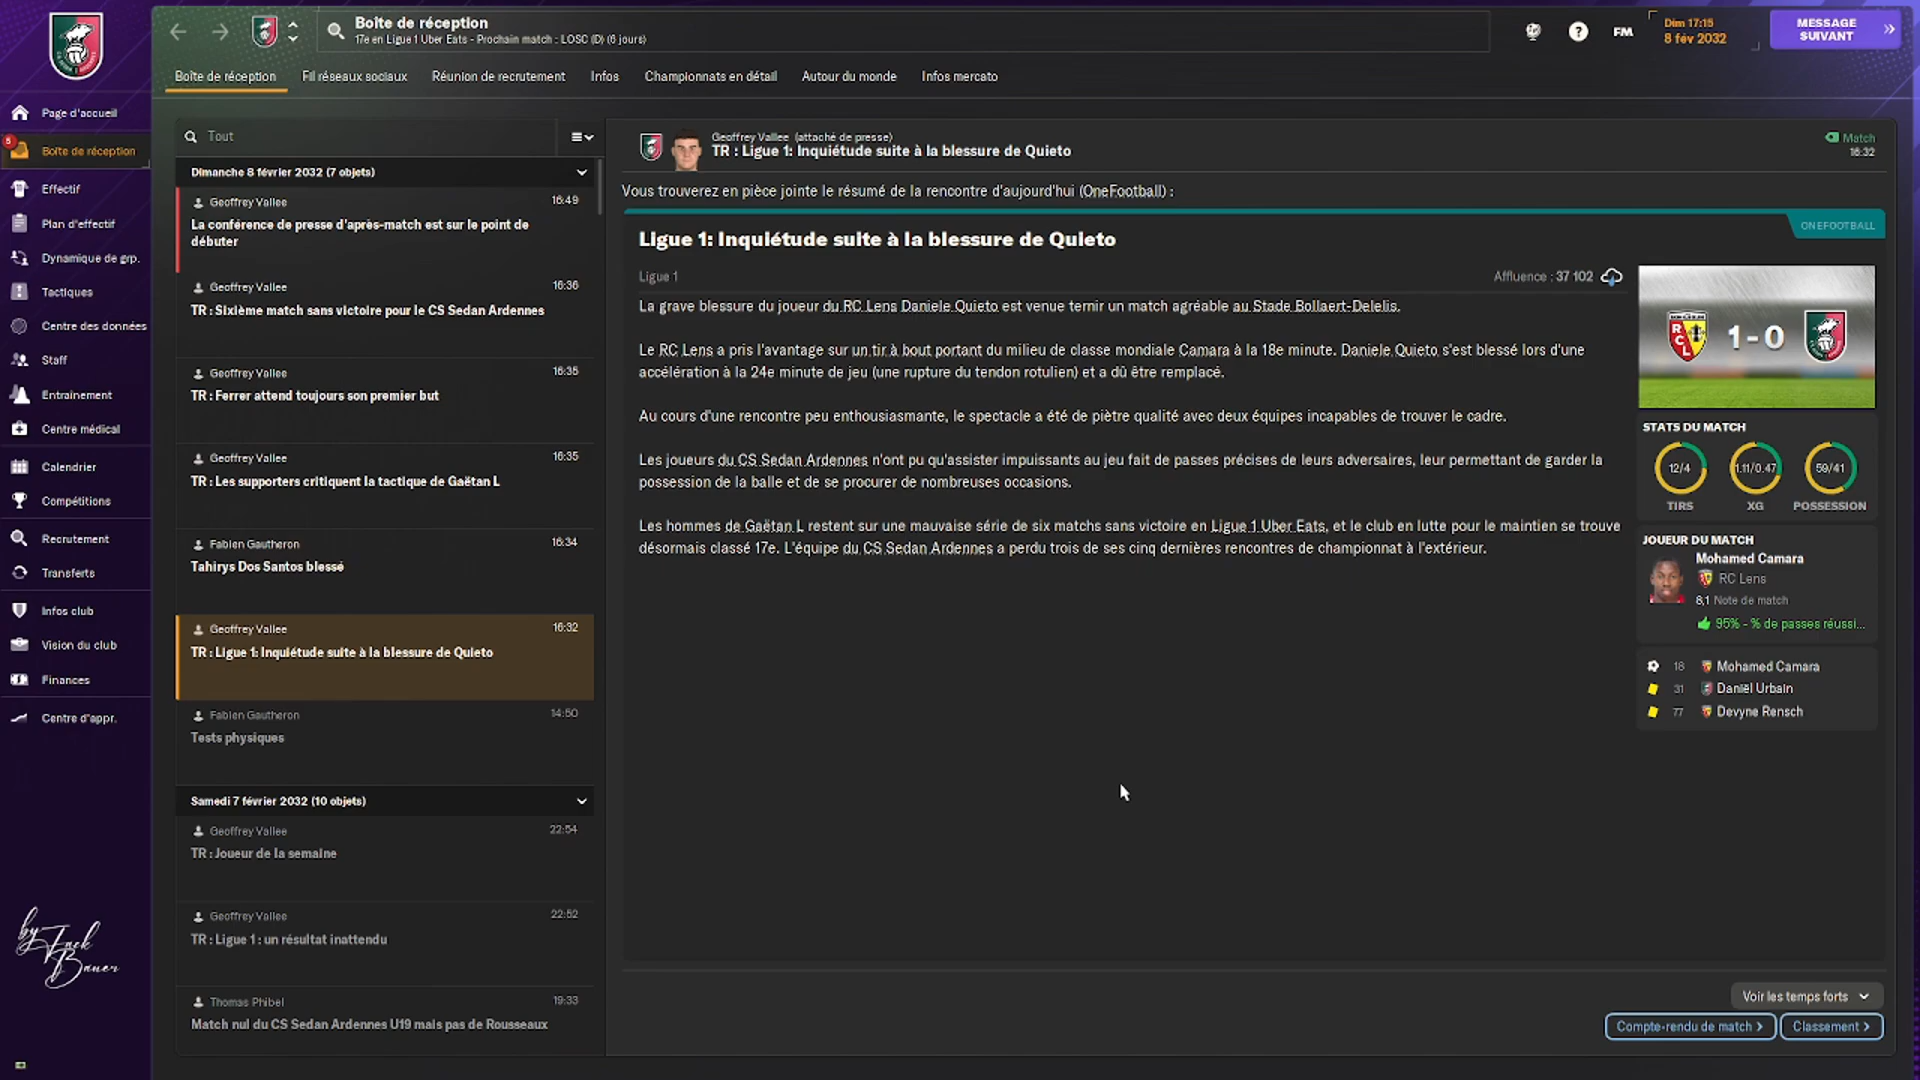 Boîte de réception
17e en Ligue 1 Uber Eats - Prochain match : LOSC (D) (6 jours)
FM
Dim 17:15
8 fév 2032
MESSAGE
SUIVANT
Boîte de réception
Fil réseaux sociaux
Réunion de recrutement
Infos
Championnats en détail
Autour du monde
Infos mercato
Page d'accueil
5
Boîte de réception
Effectif
Plan d'effectif
Dynamique de grp.
Tactiques
Centre des données
Staff
Entraînement
Centre médical
Calendrier
Compétitions
Recrutement
Transferts
Infos club
Vision du club
Finances
Centre d'appr.
by
Bauer
Tout
Dimanche 8 février 2032 (7 objets)
Geoffrey Vallee 16:49
La conférence de presse d'après-match est sur le point de
débuter
Geoffrey Vallee 16:36
TR : Sixième match sans victoire pour le CS Sedan Ardennes
Geoffrey Vallee 16:35
TR : Ferrer attend toujours son premier but
Geoffrey Vallee 16:35
TR : Les supporters critiquent la tactique de Gaëtan L
Fabien Gautheron 16:34
Tahirys Dos Santos blessé
Geoffrey Vallee 16:32
TR : Ligue 1: Inquiétude suite à la blessure de Quieto
Fabien Gautheron 14:50
Tests physiques
Samedi 7 février 2032 (10 objets)
Geoffrey Vallee 22:54
TR : Joueur de la semaine
Geoffrey Vallee 22:52
TR : Ligue 1 : un résultat inattendu
Thomas Phibel 19:33
Match nul du CS Sedan Ardennes U19 mais pas de Rousseaux
Geoffrey Vallee (attaché de presse)
TR : Ligue 1: Inquiétude suite à la blessure de Quieto
Match
16:32
Vous trouverez en pièce jointe le résumé de la rencontre d'aujourd'hui (OneFootball) :
ONEFOOTBALL
Ligue 1: Inquiétude suite à la blessure de Quieto
Ligue 1
Affluence : 37 102
La grave blessure du joueur du RC Lens Daniele Quieto est venue ternir un match agréable au Stade Bollaert-Delelis.
Le RC Lens a pris l'avantage sur un tir à bout portant du milieu de classe mondiale Camara à la 18e minute. Daniele Quieto s'est blessé lors d'une
accélération à la 24e minute de jeu (une rupture du tendon rotulien) et a dû être remplacé.
Au cours d'une rencontre peu enthousiasmante, le spectacle a été de piètre qualité avec deux équipes incapables de trouver le cadre.
Les joueurs du CS Sedan Ardennes n'ont pu qu'assister impuissants au jeu fait de passes précises de leurs adversaires, leur permettant de garder la
possession de la balle et de se procurer de nombreuses occasions.
Les hommes de Gaëtan L restent sur une mauvaise série de six matchs sans victoire en Ligue 1 Uber Eats, et le club en lutte pour le maintien se trouve
désormais classé 17e. L'équipe du CS Sedan Ardennes a perdu trois de ses cinq dernières rencontres de championnat à l'extérieur.
1 - 0
STATS DU MATCH
12/4
1.11/0.47
59/41
TIRS
XG
POSSESSION
JOUEUR DU MATCH
Mohamed Camara
RC Lens
8,1 Note de match
95% - % de passes réussi...
18 Mohamed Camara
31 Daniël Urbain
77 Devyne Rensch
Voir les temps forts
Compte-rendu de match >
Classement >